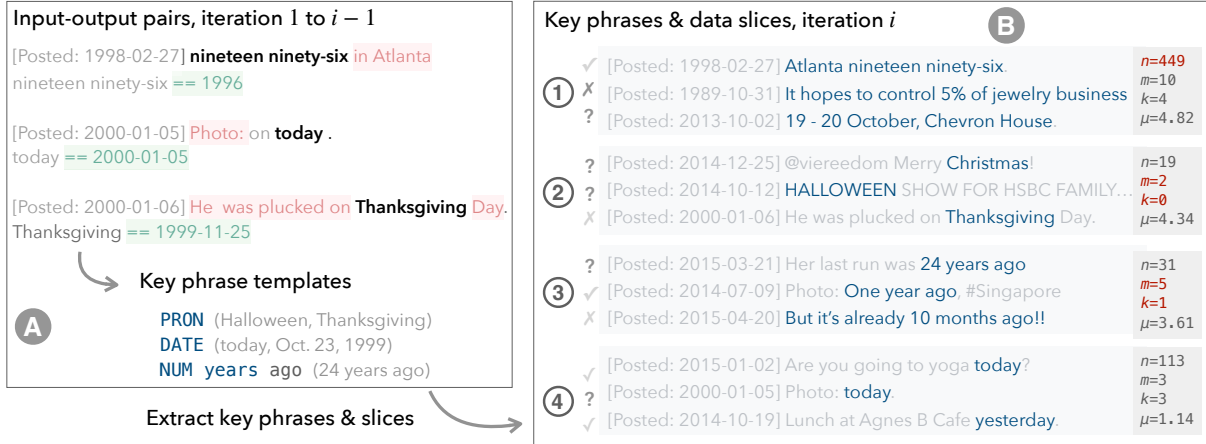 Input-output pairs, iteration 1 to i − 1
[Posted: 1998-02-27] nineteen ninety-six in Atlanta
nineteen ninety-six == 1996
[Posted: 2000-01-05] Photo: on today .
today == 2000-01-05
[Posted: 2000-01-06] He was plucked on Thanksgiving Day.
Thanksgiving == 1999-11-25
Key phrase templates
A
PRON (Halloween, Thanksgiving)
DATE (today, Oct. 23, 1999)
NUM years ago (24 years ago)
Extract key phrases & slices
Key phrases & data slices, iteration i
B
1
✓ [Posted: 1998-02-27] Atlanta nineteen ninety-six.
✗ [Posted: 1989-10-31] It hopes to control 5% of jewelry business
? [Posted: 2013-10-02] 19 - 20 October, Chevron House.
n=449
m=10
k=4
μ=4.82
2
? [Posted: 2014-12-25] @viereedom Merry Christmas!
? [Posted: 2014-10-12] HALLOWEEN SHOW FOR HSBC FAMILY...
✗ [Posted: 2000-01-06] He was plucked on Thanksgiving Day.
n=19
m=2
k=0
μ=4.34
3
? [Posted: 2015-03-21] Her last run was 24 years ago
✓ [Posted: 2014-07-09] Photo: One year ago, #Singapore
✗ [Posted: 2015-04-20] But it's already 10 months ago!!
n=31
m=5
k=1
μ=3.61
4
✓ [Posted: 2015-01-02] Are you going to yoga today?
? [Posted: 2000-01-05] Photo: today.
✓ [Posted: 2014-10-19] Lunch at Agnes B Cafe yesterday.
n=113
m=3
k=3
μ=1.14